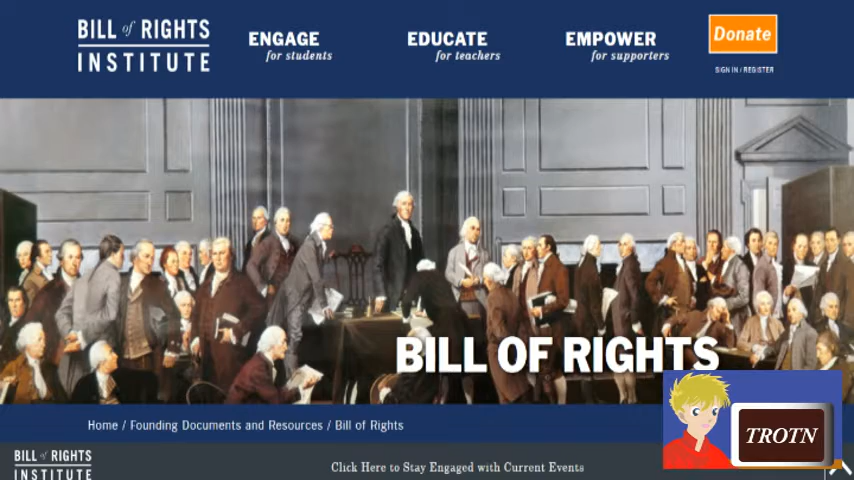 BILL of RIGHTS
INSTITUTE
ENGAGE
for students
EDUCATE
for teachers
EMPOWER
for supporters
Donate
SIGN IN / REGISTER
BILL OF RIGHTS
Home / Founding Documents and Resources / Bill of Rights
TROTN
BILL of RIGHTS
INSTITUTE
Click Here to Stay Engaged with Current Events